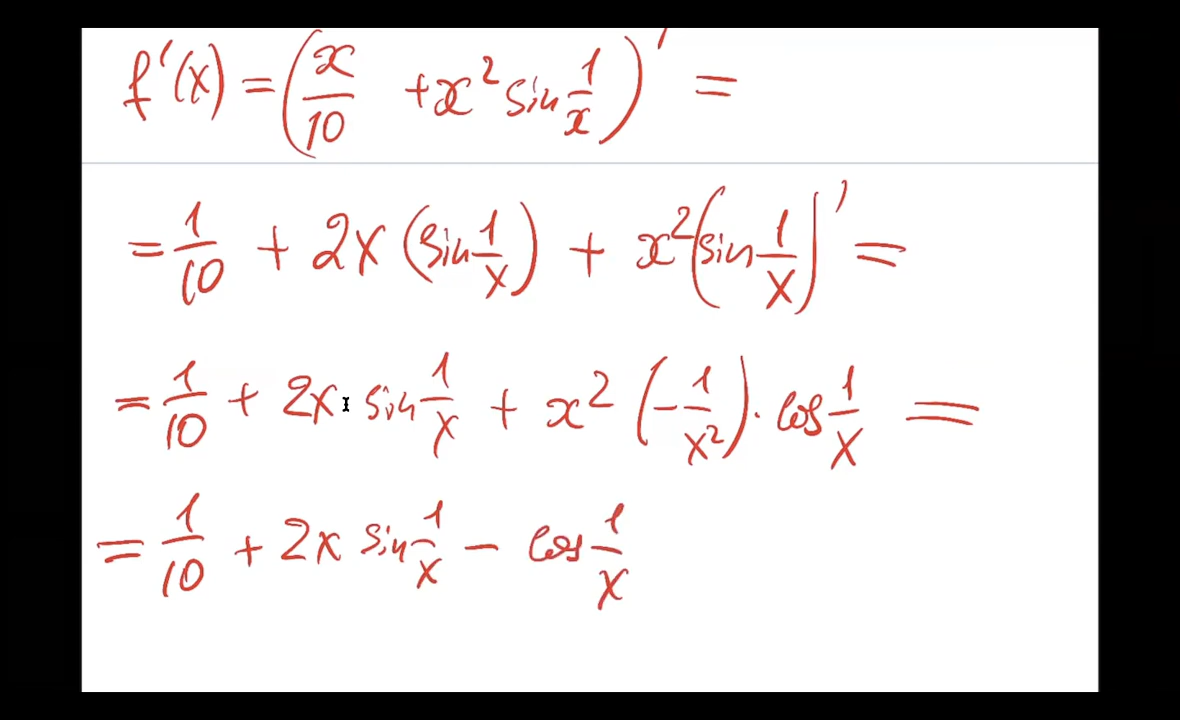 f'(x) = (x/10 + x² sin 1/x)' =
= 1/10 + 2x (sin 1/x) + x² (sin 1/x)' =
= 1/10 + 2x · sin 1/x + x² (-1/x²) · cos 1/x =
= 1/10 + 2x sin 1/x - cos 1/x